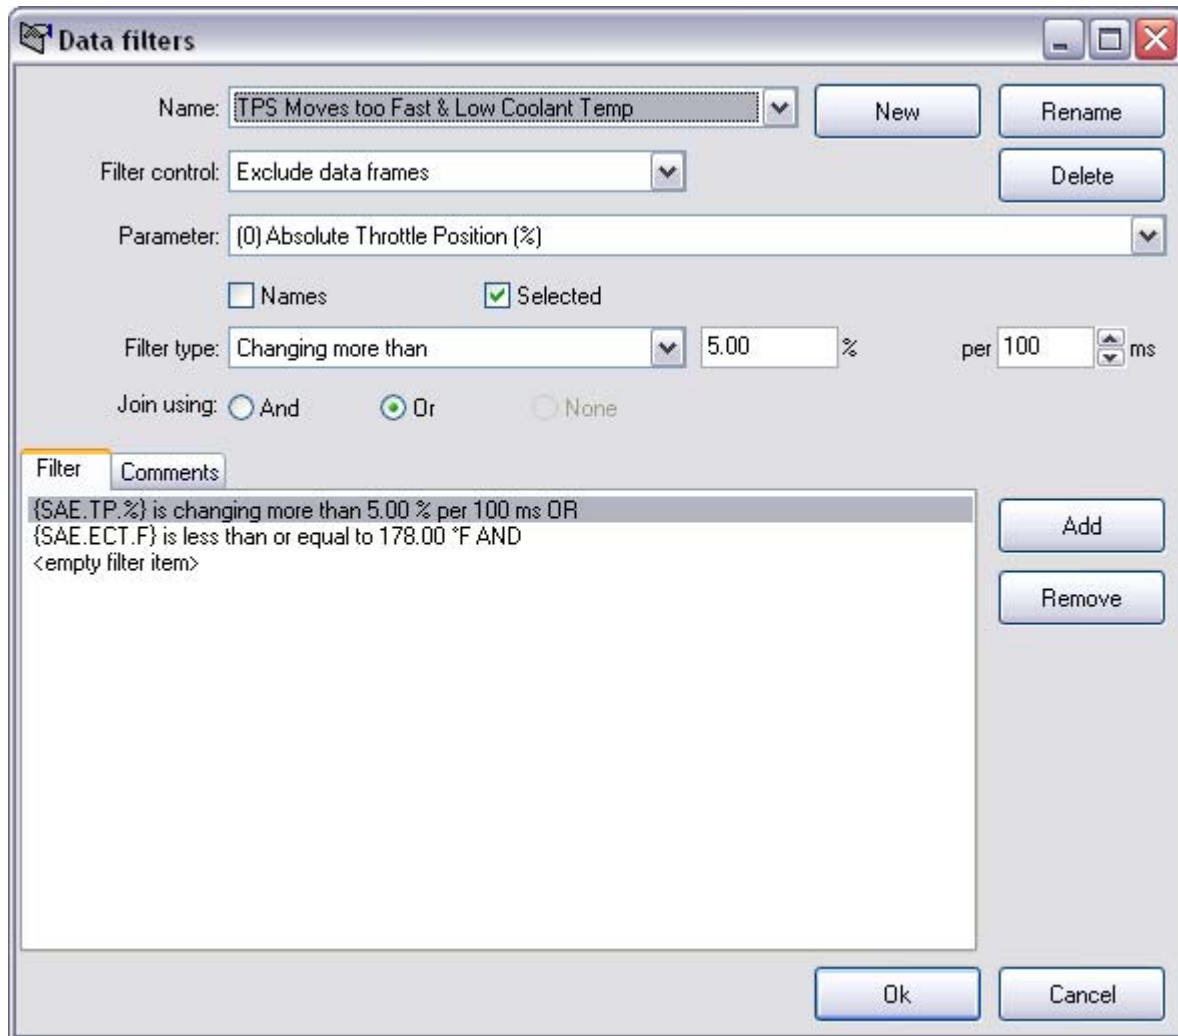 Data filters
Name: TPS Moves too Fast & Low Coolant Temp New Rename
Filter control: Exclude data frames Delete
Parameter: (0) Absolute Throttle Position (%)
Names Selected
Filter type: Changing more than 5.00 % per 100 ms
Join using: And Or None
Filter Comments
{SAE.TP.%} is changing more than 5.00 % per 100 ms OR
Add
{SAE.ECT.F} is less than or equal to 178.00 °F AND
<empty filter item>
Remove
Ok Cancel